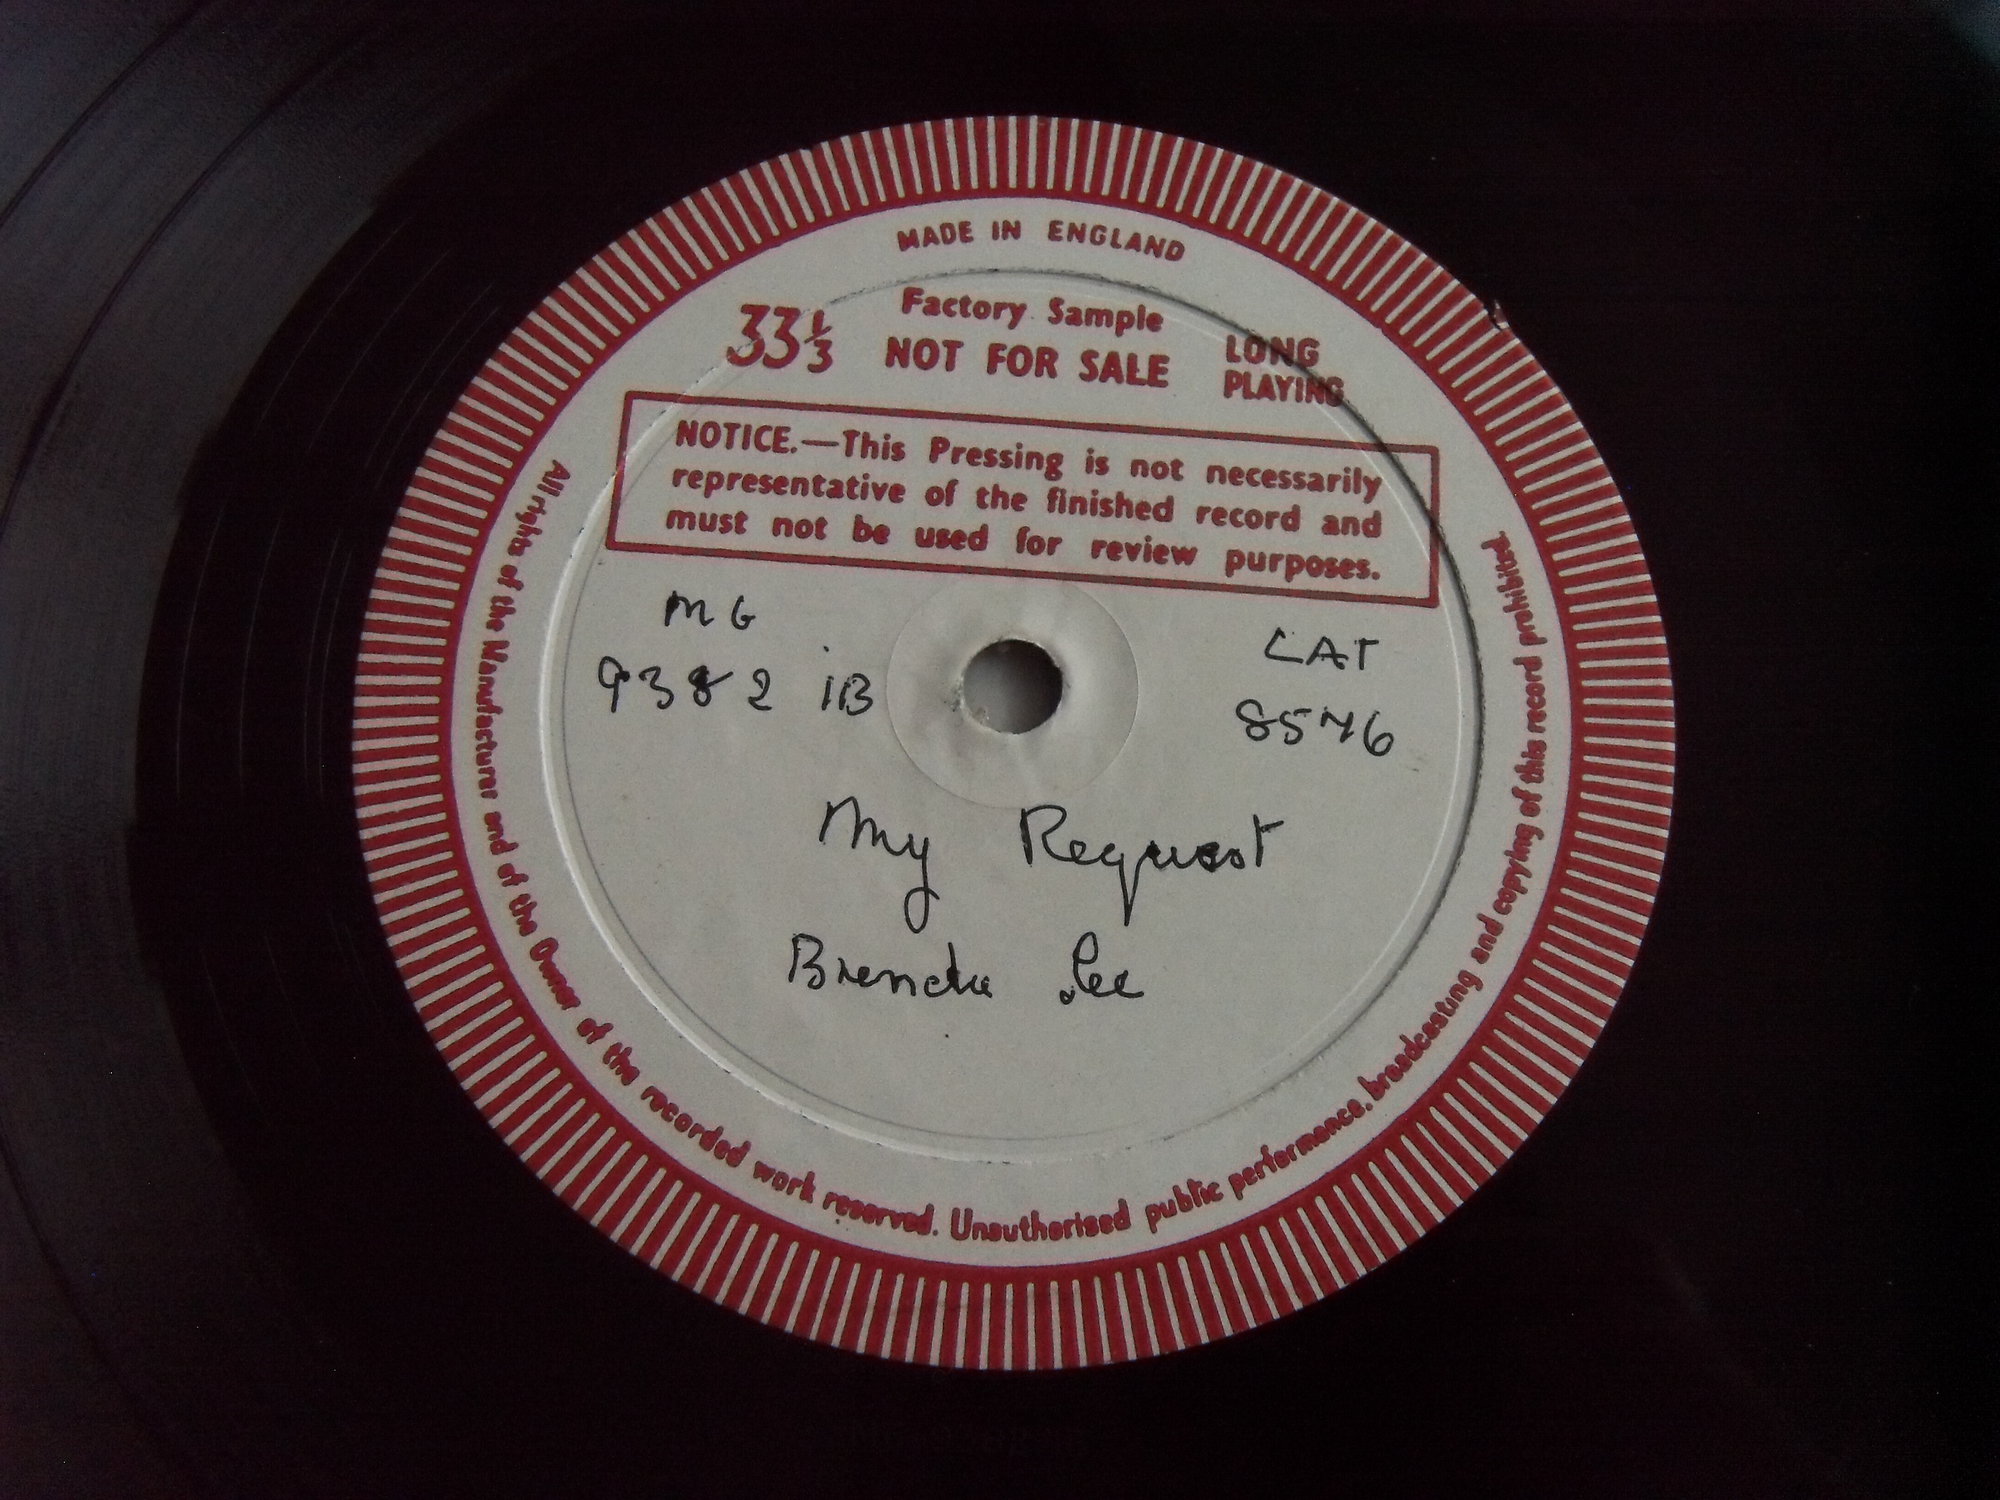 MADE IN ENGLAND
Factory Sample
33⅓ NOT FOR SALE LONG PLAYING
NOTICE.—This Pressing is not necessarily
representative of the finished record and
must not be used for review purposes.
MG CAT
9382 1B 8576
My Request
Brenda Lee
All rights of the Manufacturer and of the Owner of the recorded work reserved. Unauthorised public performance, broadcasting and copying of this record prohibited.